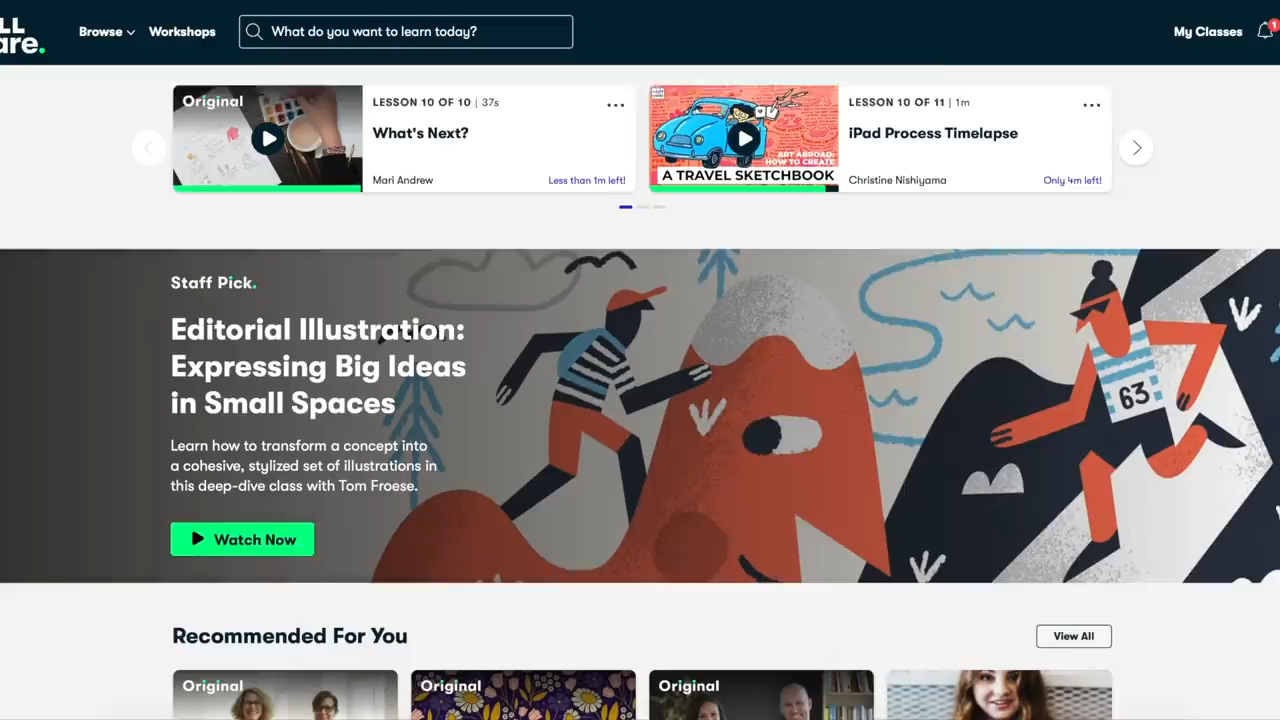 LL
are.
Browse
Workshops
What do you want to learn today?
My Classes
1
Original
LESSON 10 OF 10 | 37s
What's Next?
Mari Andrew
Less than 1m left!
ART ABROAD:
HOW TO CREATE
A TRAVEL SKETCHBOOK
LESSON 10 OF 11 | 1m
iPad Process Timelapse
Christine Nishiyama
Only 4m left!
Staff Pick.
Editorial Illustration:
Expressing Big Ideas
in Small Spaces
Learn how to transform a concept into
a cohesive, stylized set of illustrations in
this deep-dive class with Tom Froese.
Watch Now
63
Recommended For You
View All
Original
Original
Original